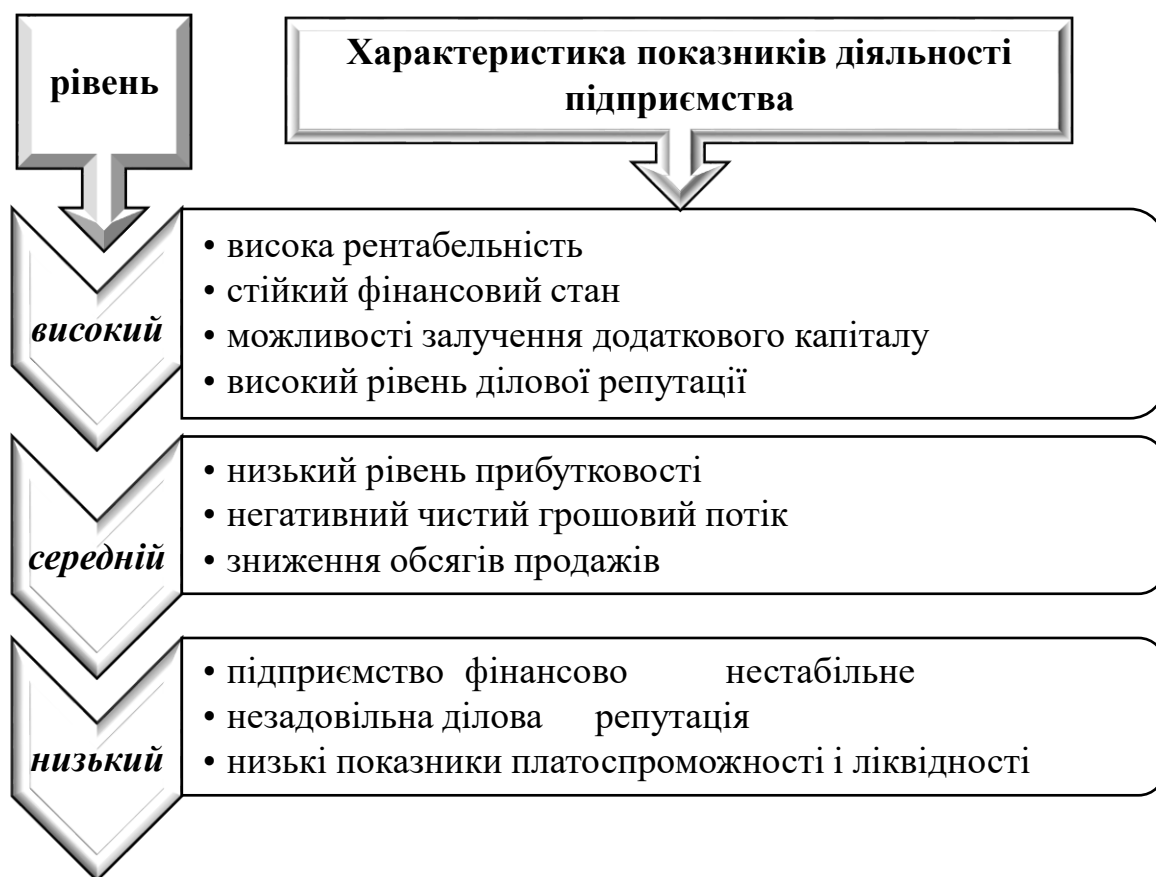 рівень
Характеристика показників діяльності
підприємства
високий
• висока рентабельність
• стійкий фінансовий стан
• можливості залучення додаткового капіталу
• високий рівень ділової репутації
середній
• низький рівень прибутковості
• негативний чистий грошовий потік
• зниження обсягів продажів
низький
• підприємство фінансово нестабільне
• незадовільна ділова репутація
• низькі показники платоспроможності і ліквідності